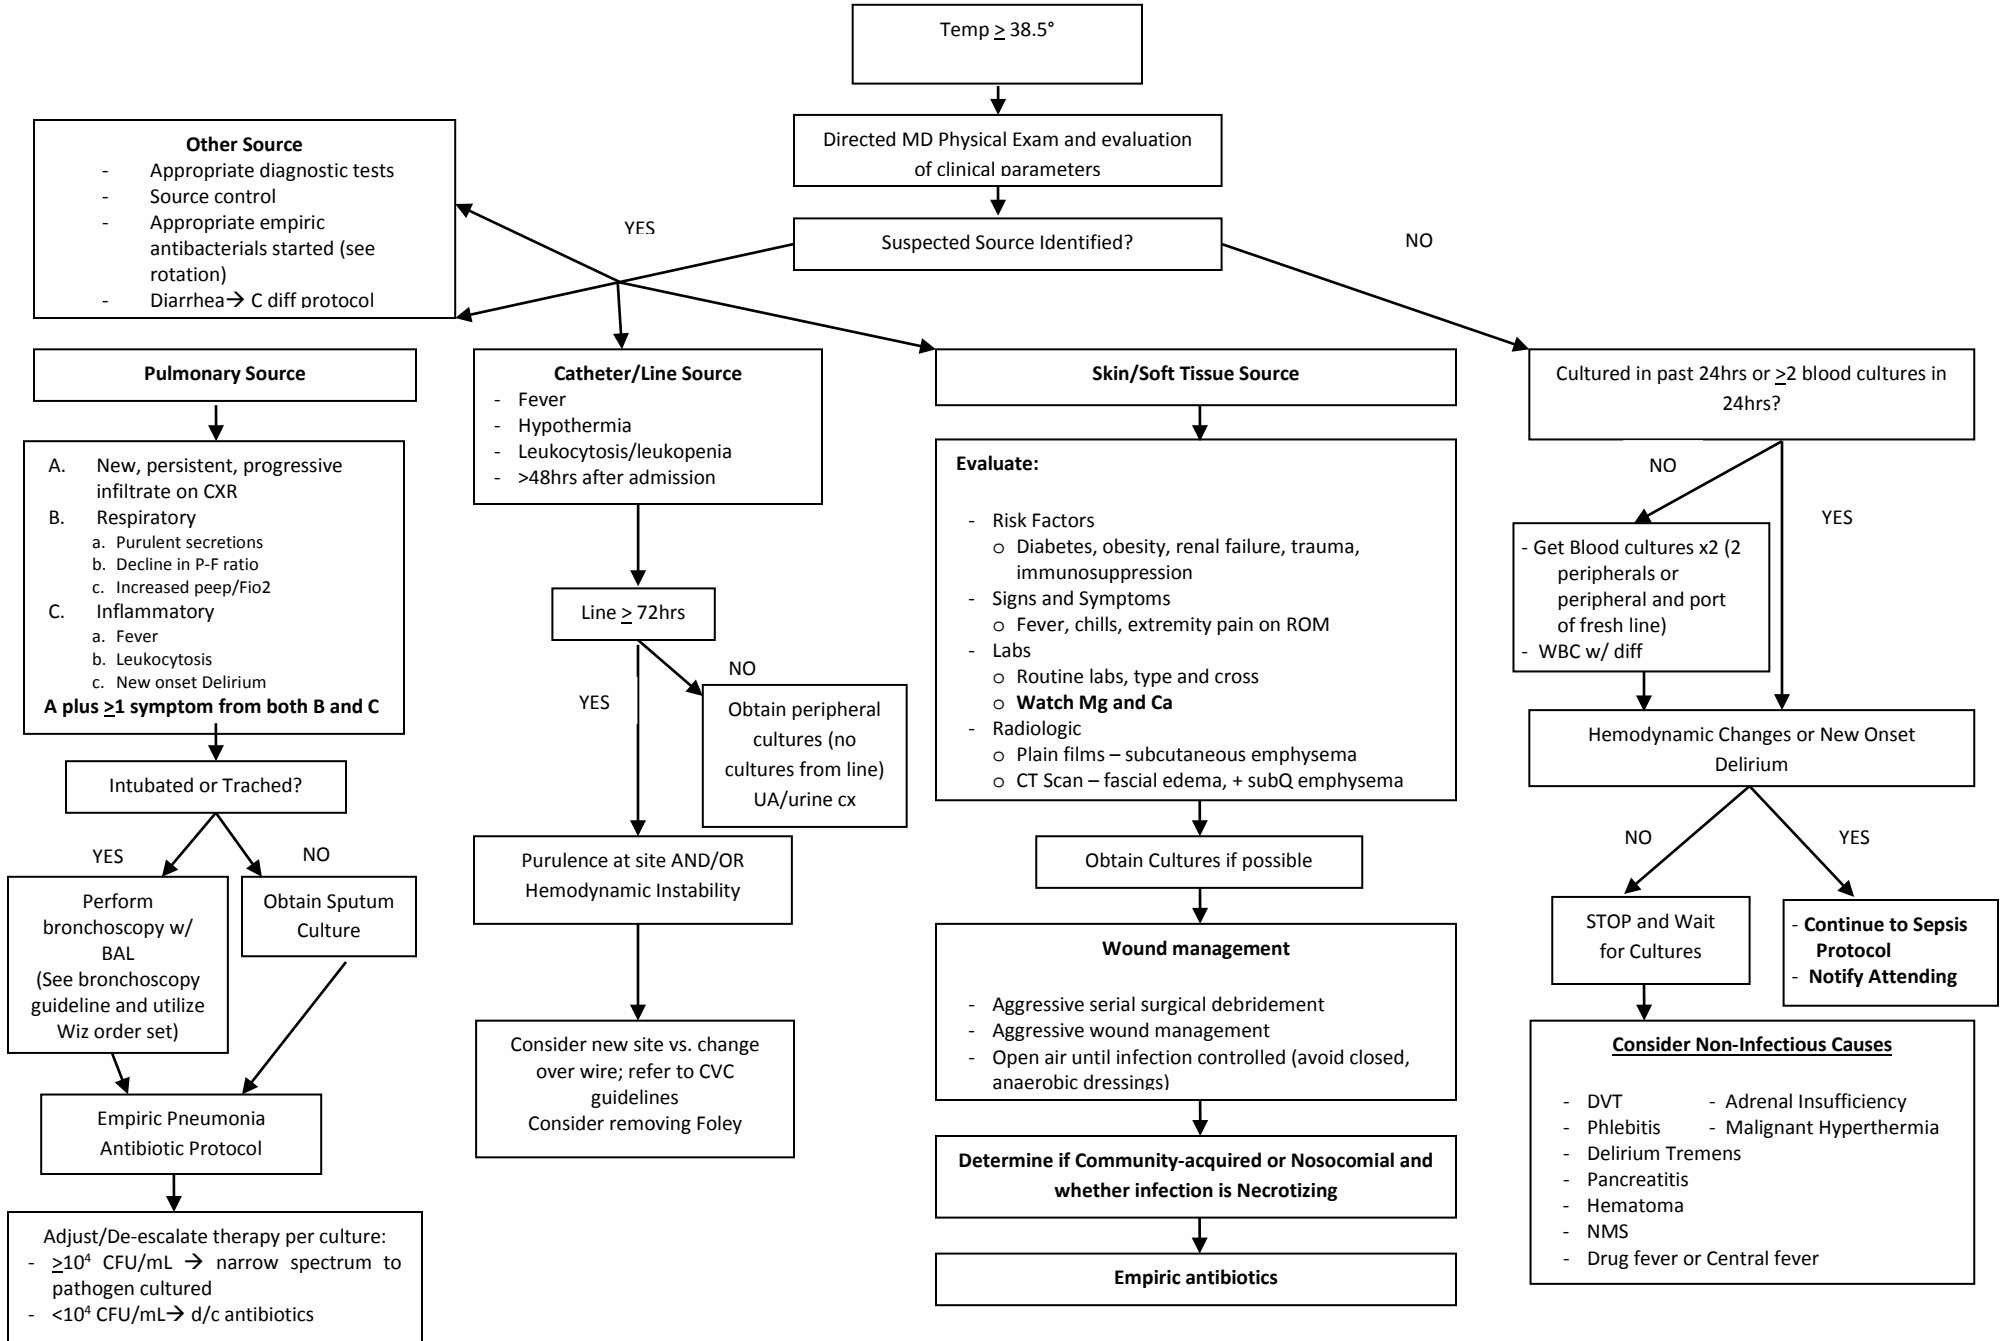 Temp ≥ 38.5°
Directed MD Physical Exam and evaluation
of clinical parameters
Suspected Source Identified?
YES
NO
Other Source
- Appropriate diagnostic tests
- Source control
- Appropriate empiric
antibacterials started (see
rotation)
- Diarrhea→ C diff protocol
Pulmonary Source
A. New, persistent, progressive
infiltrate on CXR
B. Respiratory
a. Purulent secretions
b. Decline in P-F ratio
c. Increased peep/Fio2
C. Inflammatory
a. Fever
b. Leukocytosis
c. New onset Delirium
A plus ≥1 symptom from both B and C
Intubated or Trached?
YES
NO
Perform
bronchoscopy w/
BAL
(See bronchoscopy
guideline and utilize
Wiz order set)
Obtain Sputum
Culture
Empiric Pneumonia
Antibiotic Protocol
Adjust/De-escalate therapy per culture:
- ≥10⁴ CFU/mL → narrow spectrum to
pathogen cultured
- <10⁴ CFU/mL→ d/c antibiotics
Catheter/Line Source
- Fever
- Hypothermia
- Leukocytosis/leukopenia
- >48hrs after admission
Line ≥ 72hrs
YES
NO
Obtain peripheral
cultures (no
cultures from line)
UA/urine cx
Purulence at site AND/OR
Hemodynamic Instability
Consider new site vs. change
over wire; refer to CVC
guidelines
Consider removing Foley
Skin/Soft Tissue Source
Evaluate:
- Risk Factors
o Diabetes, obesity, renal failure, trauma,
immunosuppression
- Signs and Symptoms
o Fever, chills, extremity pain on ROM
- Labs
o Routine labs, type and cross
o Watch Mg and Ca
- Radiologic
o Plain films – subcutaneous emphysema
o CT Scan – fascial edema, + subQ emphysema
Obtain Cultures if possible
Wound management
- Aggressive serial surgical debridement
- Aggressive wound management
- Open air until infection controlled (avoid closed,
anaerobic dressings)
Determine if Community-acquired or Nosocomial and
whether infection is Necrotizing
Empiric antibiotics
Cultured in past 24hrs or ≥2 blood cultures in
24hrs?
NO
YES
- Get Blood cultures x2 (2
peripherals or
peripheral and port
of fresh line)
- WBC w/ diff
Hemodynamic Changes or New Onset
Delirium
NO
YES
STOP and Wait
for Cultures
- Continue to Sepsis
Protocol
- Notify Attending
Consider Non-Infectious Causes
- DVT - Adrenal Insufficiency
- Phlebitis - Malignant Hyperthermia
- Delirium Tremens
- Pancreatitis
- Hematoma
- NMS
- Drug fever or Central fever